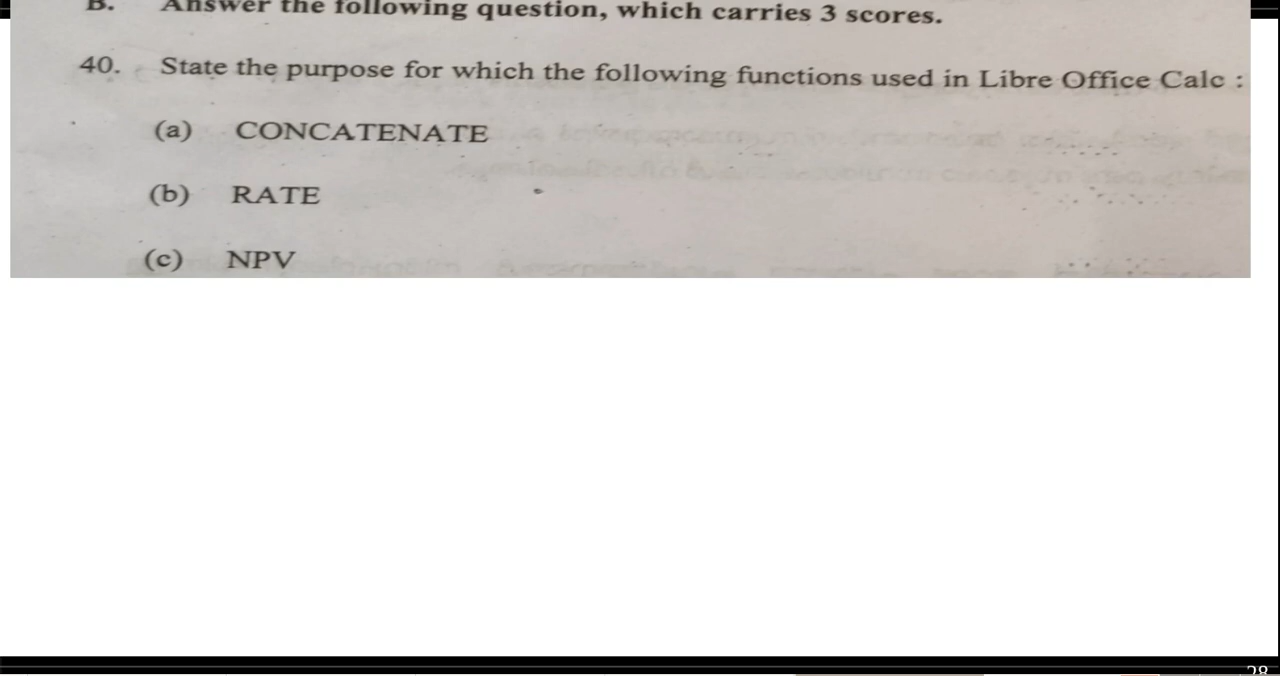 B. Answer the following question, which carries 3 scores.
40. State the purpose for which the following functions used in Libre Office Calc :
(a) CONCATENATE
(b) RATE
(c) NPV
28